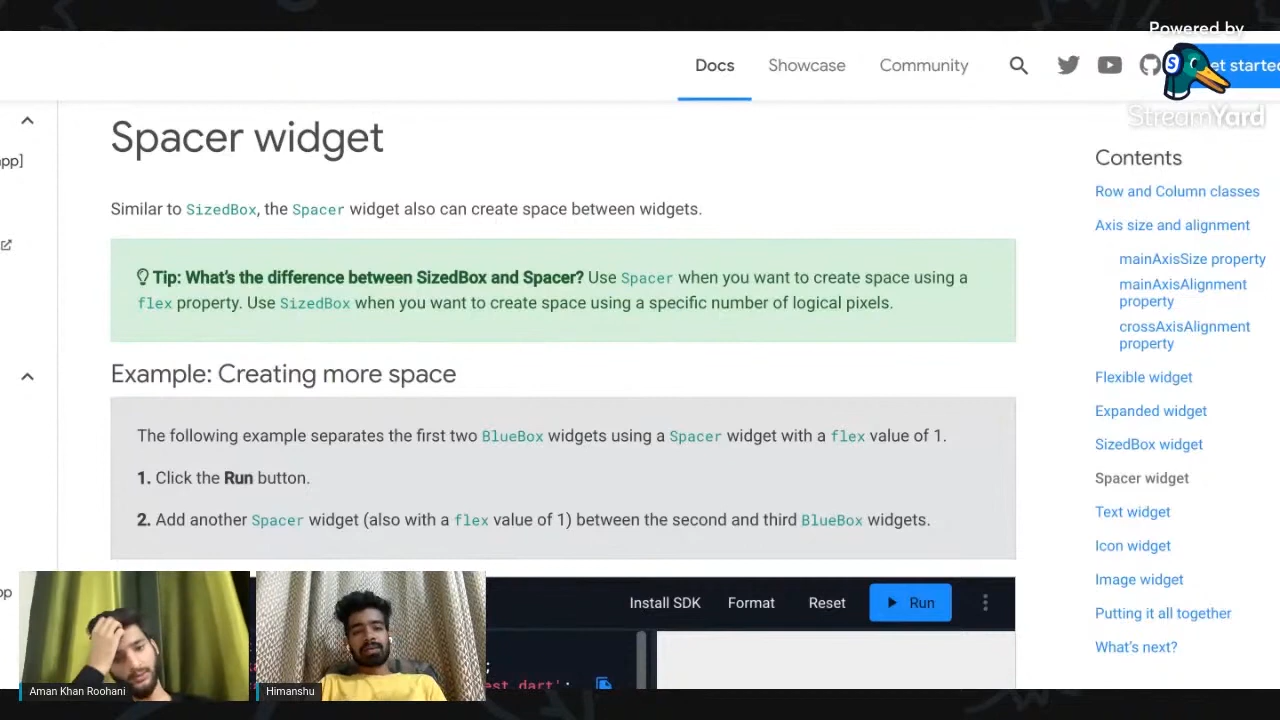 Powered by
Docs
Showcase
Community
et started
StreamYard
Spacer widget
Contents
app]
Row and Column classes
Similar to SizedBox, the Spacer widget also can create space between widgets.
Axis size and alignment
Tip: What's the difference between SizedBox and Spacer? Use Spacer when you want to create space using a
flex property. Use SizedBox when you want to create space using a specific number of logical pixels.
mainAxisSize property
mainAxisAlignment
property
crossAxisAlignment
property
Example: Creating more space
Flexible widget
Expanded widget
The following example separates the first two BlueBox widgets using a Spacer widget with a flex value of 1.
SizedBox widget
1. Click the Run button.
Spacer widget
2. Add another Spacer widget (also with a flex value of 1) between the second and third BlueBox widgets.
Text widget
Icon widget
Image widget
Putting it all together
What's next?
pp
Install SDK
Format
Reset
Run
;
est.dart';
Aman Khan Roohani
Himanshu